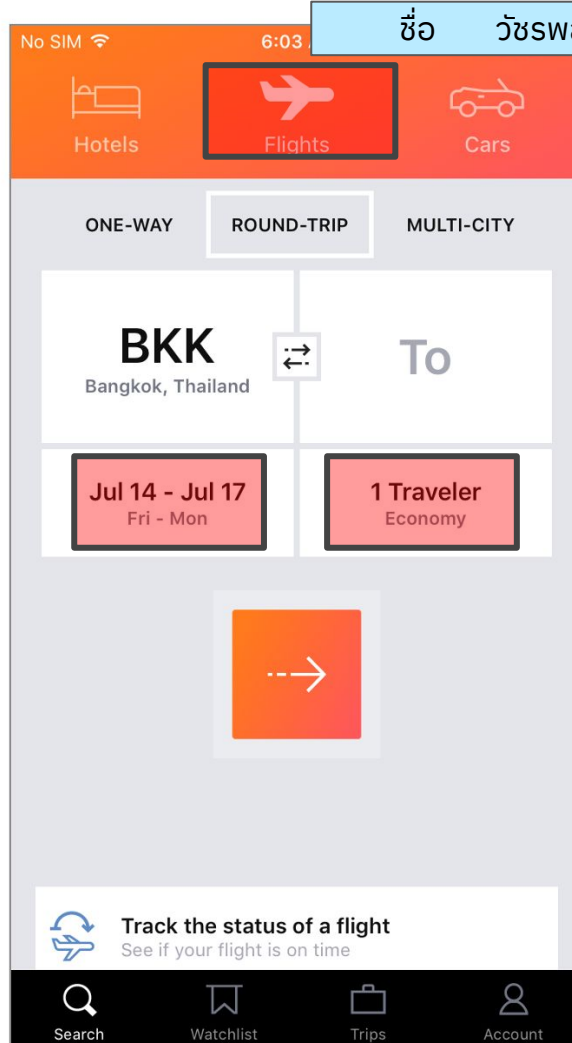 ชื่อ
No SIM 6:03
Hotels Flights Cars
ONE-WAY ROUND-TRIP MULTI-CITY
BKK To
Bangkok, Thailand
Jul 14 - Jul 17 1 Traveler
Fri - Mon Economy
Track the status of a flight
See if your flight is on time
Search Watchlist Trips Account